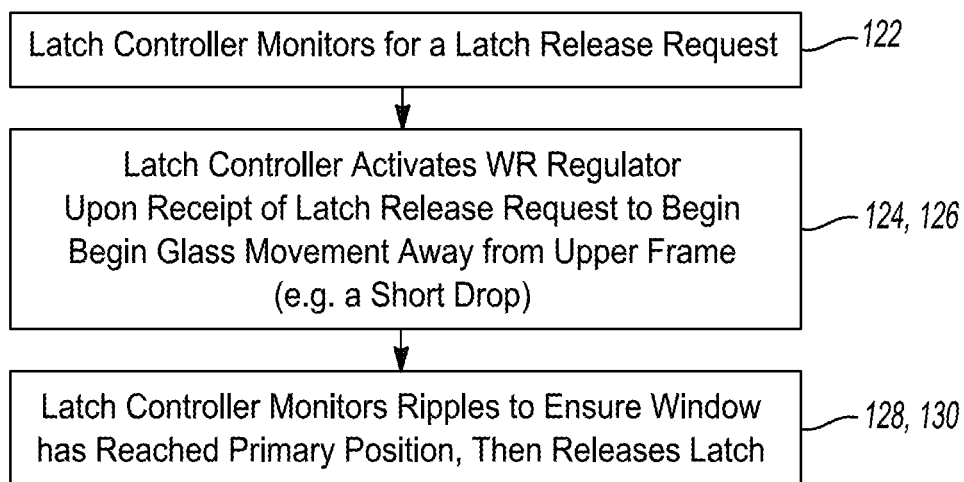 Latch Controller Monitors for a Latch Release Request
122
Latch Controller Activates WR Regulator
Upon Receipt of Latch Release Request to Begin
Begin Glass Movement Away from Upper Frame
(e.g. a Short Drop)
124, 126
Latch Controller Monitors Ripples to Ensure Window
has Reached Primary Position, Then Releases Latch
128, 130